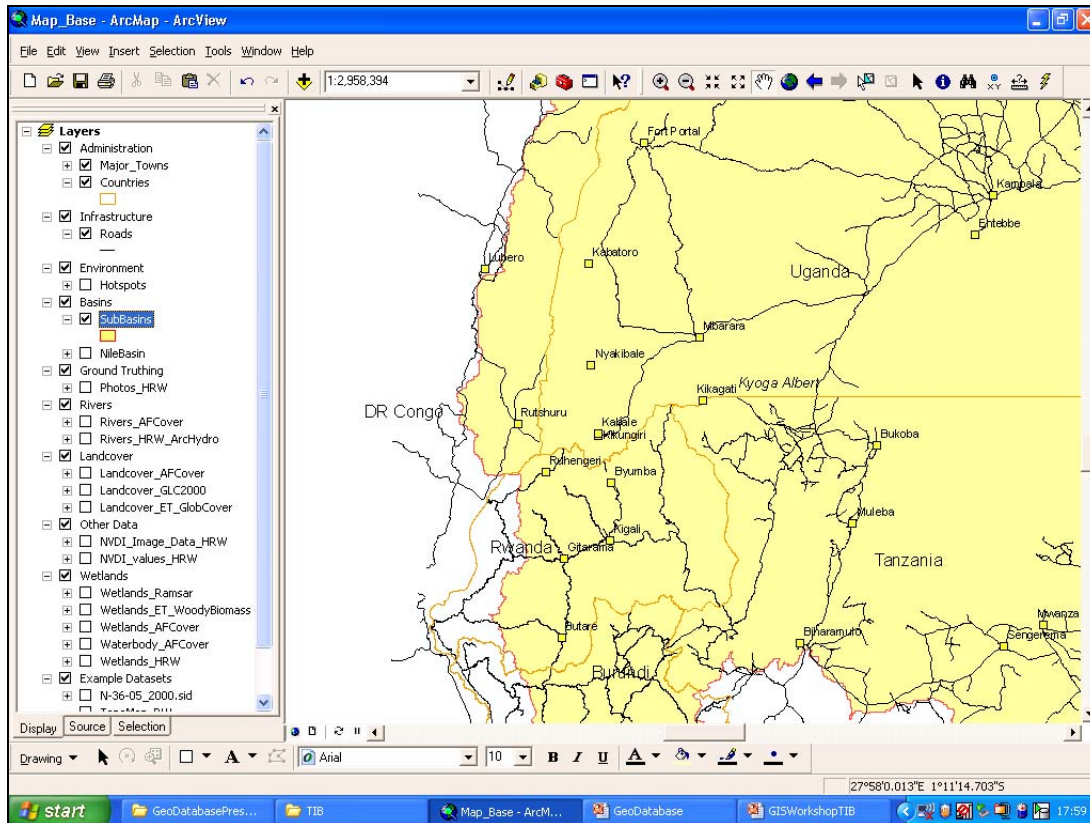 Map_Base - ArcMap - ArcView
File Edit View Insert Selection Tools Window Help
1:2,958,394
Layers
Administration
Major_Towns
Countries
Infrastructure
Roads
Environment
Hotspots
Basins
SubBasins
NileBasin
Ground Truthing
Photos_HRW
Rivers
Rivers_AFCover
Rivers_HRW_ArcHydro
Landcover
Landcover_AFCover
Landcover_GLC2000
Landcover_ET_GlobCover
Other Data
NVDI_Image_Data_HRW
NVDI_values_HRW
Wetlands
Wetlands_Ramsar
Wetlands_ET_WoodyBiomass
Wetlands_AFCover
Waterbody_AFCover
Wetlands_HRW
Example Datasets
N-36-05_2000.sid
Display Source Selection
Fort Portal
Kampala
Entebbe
Lubero
Kabatoro
Uganda
Mbarara
Nyakibale
Kikagati
Kyoga Albert
DR Congo
Rutshuru
Kabale
Kikungiri
Bukoba
Ruhengeri
Byumba
Muleba
Kigali
Rwanda
Gitarama
Tanzania
Butare
Mwanza
Biharamulo
Sengerema
Burundi
Drawing
Arial
10
B I U A
27°58'0.013"E 1°11'14.703"S
start
GeoDatabasePres...
TIB
Map_Base - ArcM...
GeoDatabase
GISWorkshopTIB
17:59